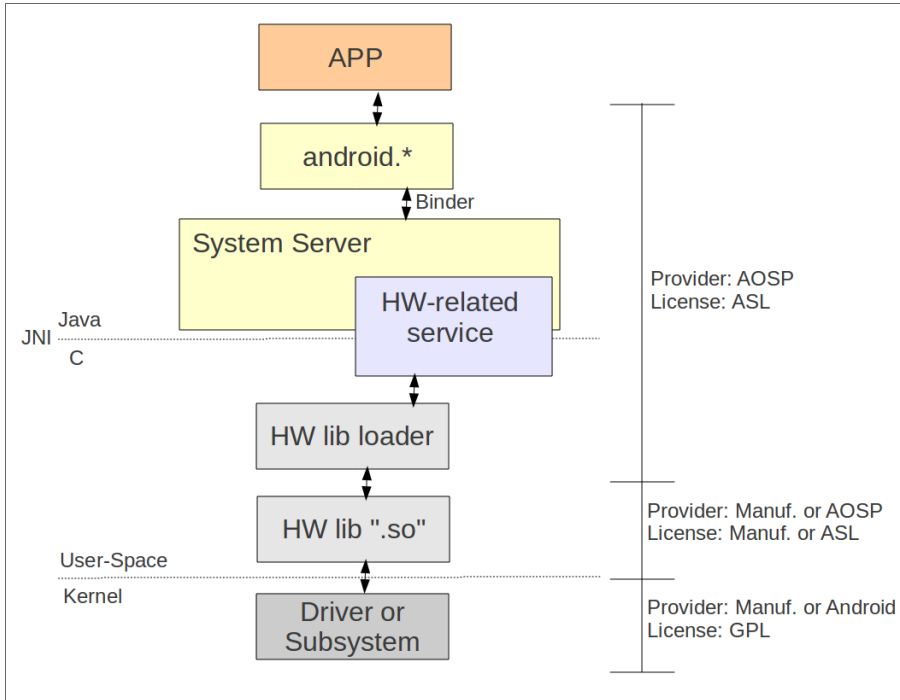 APP
android.*
Binder
System Server
HW-related
service
Provider: AOSP
License: ASL
JNI
Java
C
HW lib loader
HW lib ".so"
Provider: Manuf. or AOSP
License: Manuf. or ASL
User-Space
Kernel
Driver or
Subsystem
Provider: Manuf. or Android
License: GPL